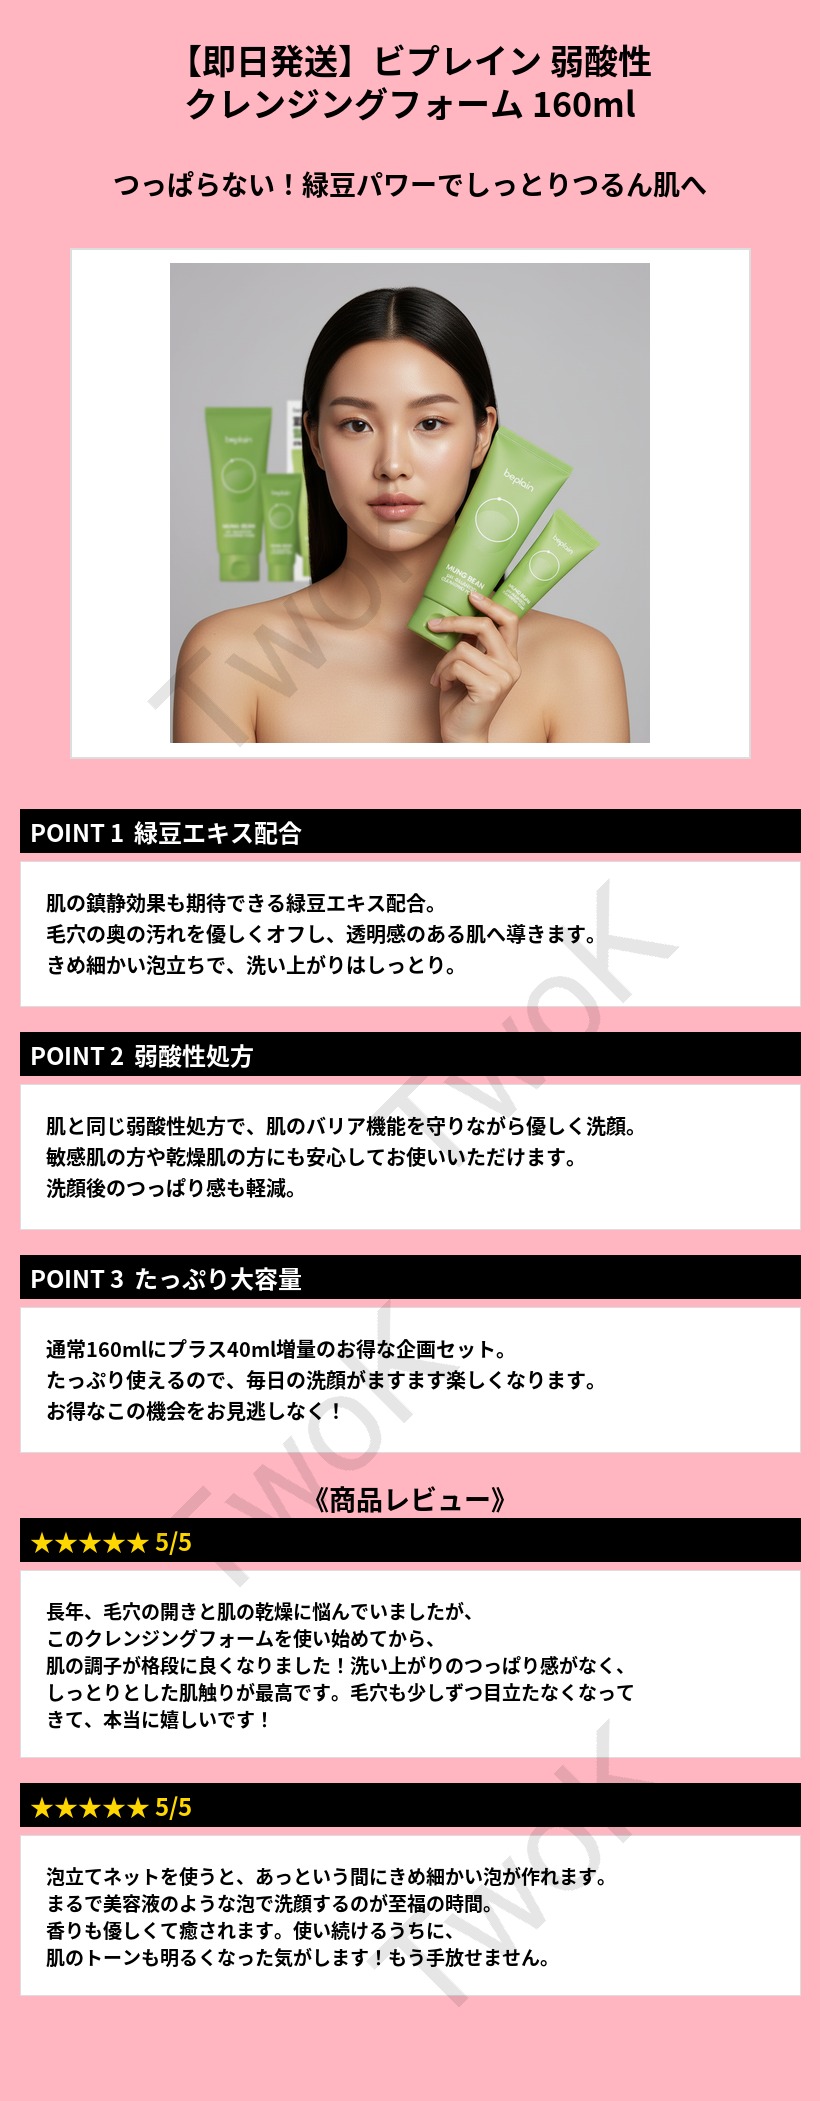 【即日発送】ビプレイン 弱酸性
クレンジングフォーム 160ml
つっぱらない！緑豆パワーでしっとりつるん肌へ
beplain
beplain
MUNG BEAN
beplain
MUNG BEAN
CLEANSING
beplain
TwoK
POINT 1 緑豆エキス配合
肌の鎮静効果も期待できる緑豆エキス配合。
毛穴の奥の汚れを優しくオフし、透明感のある肌へ導きます。
きめ細かい泡立ちで、洗い上がりはしっとり。
TwoK
POINT 2 弱酸性処方
肌と同じ弱酸性処方で、肌のバリア機能を守りながら優しく洗顔。
敏感肌の方や乾燥肌の方にも安心してお使いいただけます。
洗顔後のつっぱり感も軽減。
POINT 3 たっぷり大容量
通常160mlにプラス40ml増量のお得な企画セット。
たっぷり使えるので、毎日の洗顔がますます楽しくなります。
お得なこの機会をお見逃しなく！
TwoK
《商品レビュー》
★★★★★ 5/5
長年、毛穴の開きと肌の乾燥に悩んでいましたが、
このクレンジングフォームを使い始めてから、
肌の調子が格段に良くなりました！洗い上がりのつっぱり感がなく、
しっとりとした肌触りが最高です。毛穴も少しずつ目立たなくなって
きて、本当に嬉しいです！
★★★★★ 5/5
泡立てネットを使うと、あっという間にきめ細かい泡が作れます。
まるで美容液のような泡で洗顔するのが至福の時間。
香りも優しくて癒されます。使い続けるうちに、
肌のトーンも明るくなった気がします！もう手放せません。
TwoK